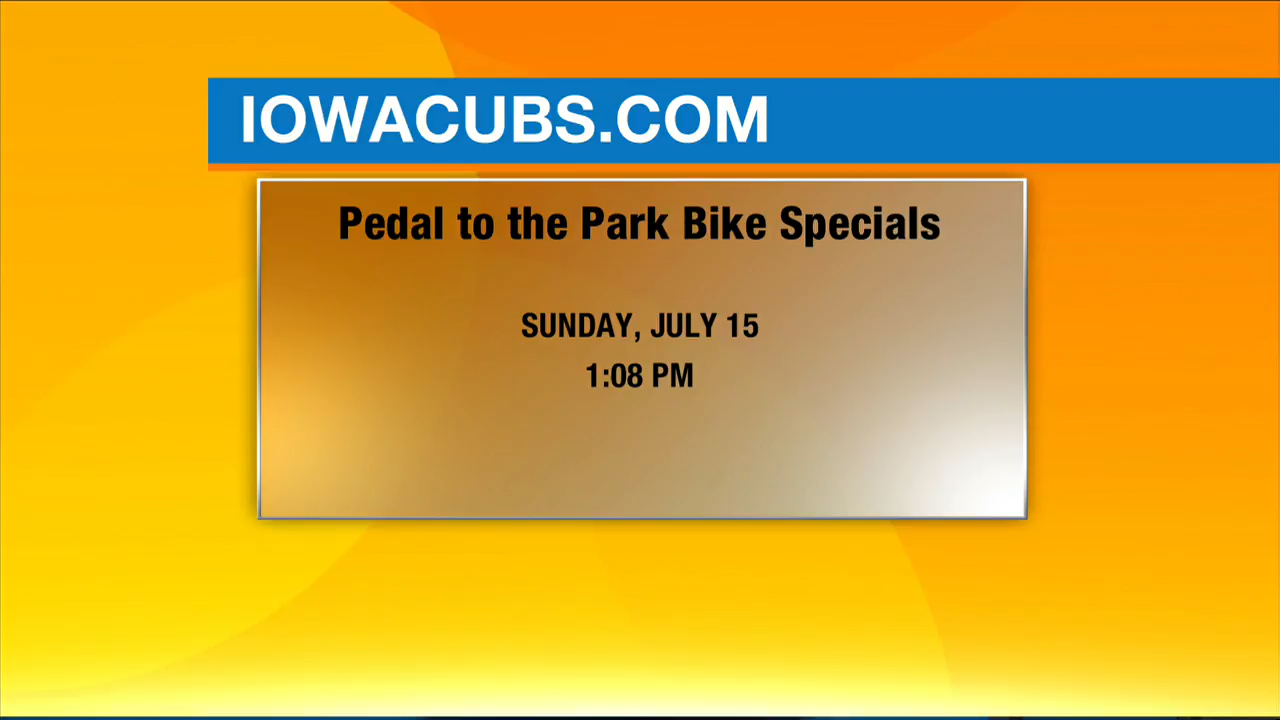 IOWACUBS.COM
Pedal to the Park Bike Specials
SUNDAY, JULY 15
1:08 PM